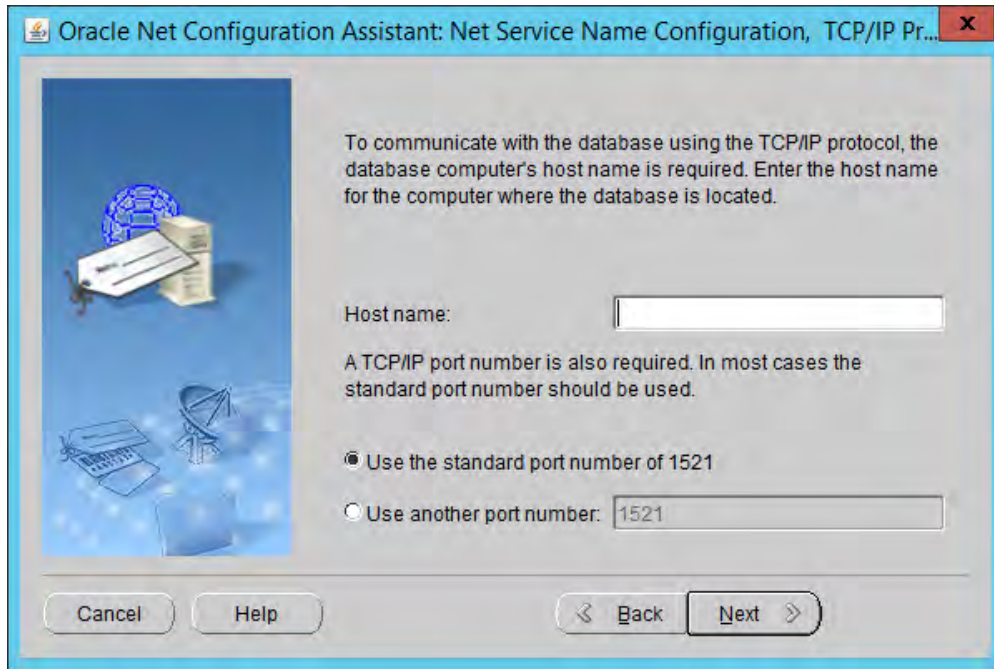 Oracle Net Configuration Assistant: Net Service Name Configuration, TCP/IP Pr...
x
To communicate with the database using the TCP/IP protocol, the
database computer's host name is required. Enter the host name
for the computer where the database is located.
Host name:
A TCP/IP port number is also required. In most cases the
standard port number should be used.
Use the standard port number of 1521
Use another port number: 1521
Cancel Help Back Next